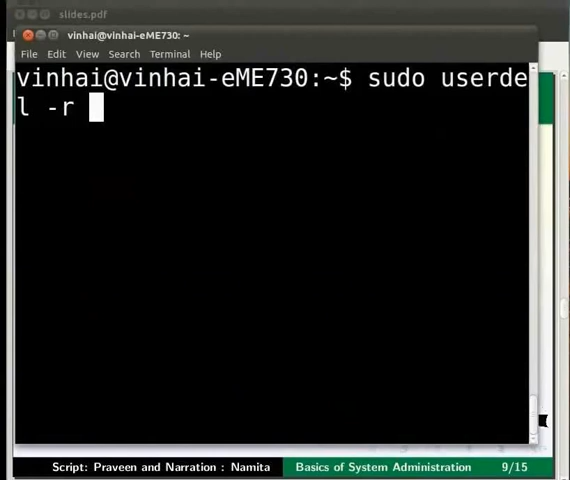 slides.pdf
vinhai@vinhai-eME730: ~
File Edit View Search Terminal Help
vinhai@vinhai-eME730:~$ sudo userde
l -r
Script: Praveen and Narration : Namita Basics of System Administration 9/15